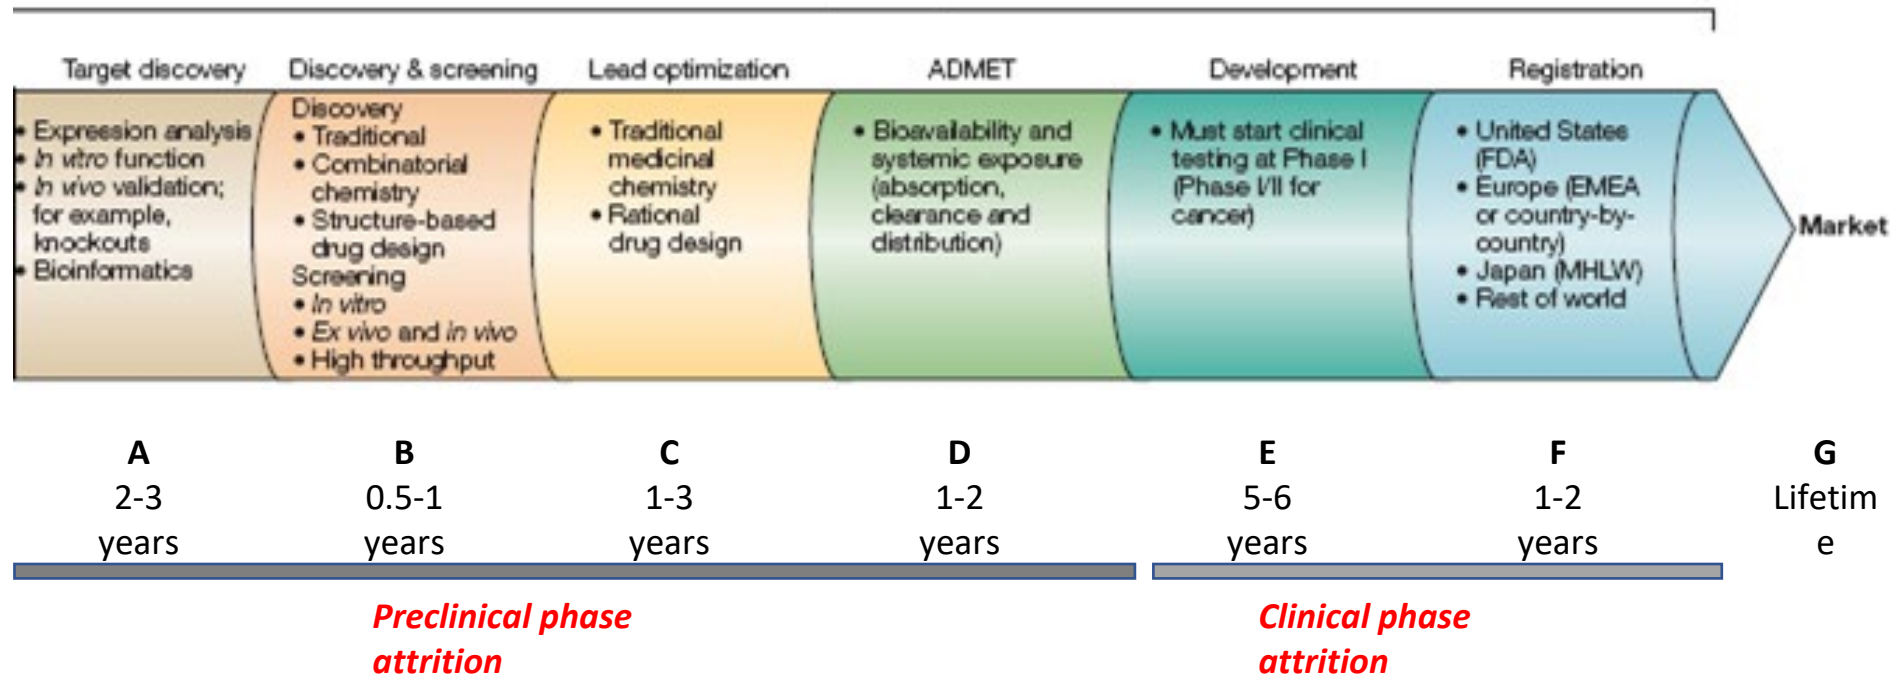 Target discovery
Discovery & screening
Lead optimization
ADMET
Development
Registration
• Expression analysis
• In vitro function
• In vivo validation;
for example,
knockouts
• Bioinformatics
Discovery
• Traditional
• Combinatorial
chemistry
• Structure-based
drug design
Screening
• In vitro
• Ex vivo and in vivo
• High throughput
• Traditional
medicinal
chemistry
• Rational
drug design
• Bioavailability and
systemic exposure
(absorption,
clearance and
distribution)
• Must start clinical
testing at Phase I
(Phase I/II for
cancer)
• United States
(FDA)
• Europe (EMEA
or country-by-
country)
• Japan (MHLW)
• Rest of world
Market
A
2-3
years
B
0.5-1
years
C
1-3
years
D
1-2
years
E
5-6
years
F
1-2
years
G
Lifetim
e
Preclinical phase
attrition
Clinical phase
attrition